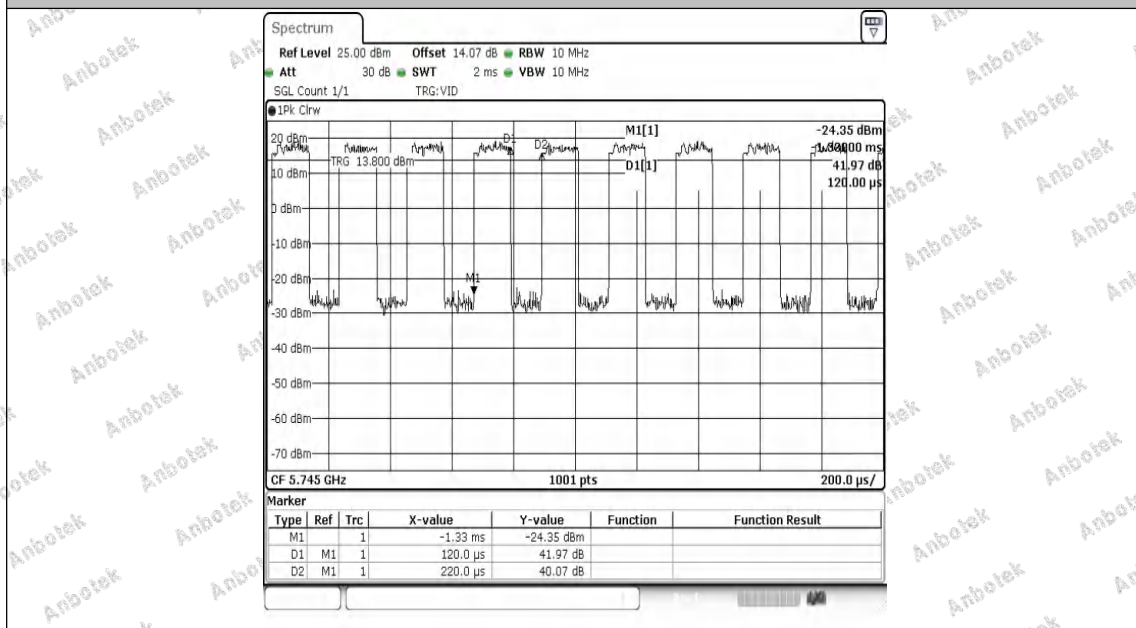 Spectrum
Ref Level 25.00 dBm Offset 14.07 dB RBW 10 MHz
Att 30 dB SWT 2 ms VBW 10 MHz
SGL Count 1/1 TRG:VID
1Pk Clrw
M1[1] -24.35 dBm
D1[1] 41.97 dB
120.00 µs
20 dBm
D1
D2
TRG 13.800 dBm
10 dBm
0 dBm
-10 dBm
-20 dBm
M1
-30 dBm
-40 dBm
-50 dBm
-60 dBm
-70 dBm
CF 5.745 GHz 1001 pts 200.0 µs/
Marker
Type Ref Trc X-value Y-value Function Function Result
M1 1 -1.33 ms -24.35 dBm
D1 M1 1 120.0 µs 41.97 dB
D2 M1 1 220.0 µs 40.07 dB
Anbotek